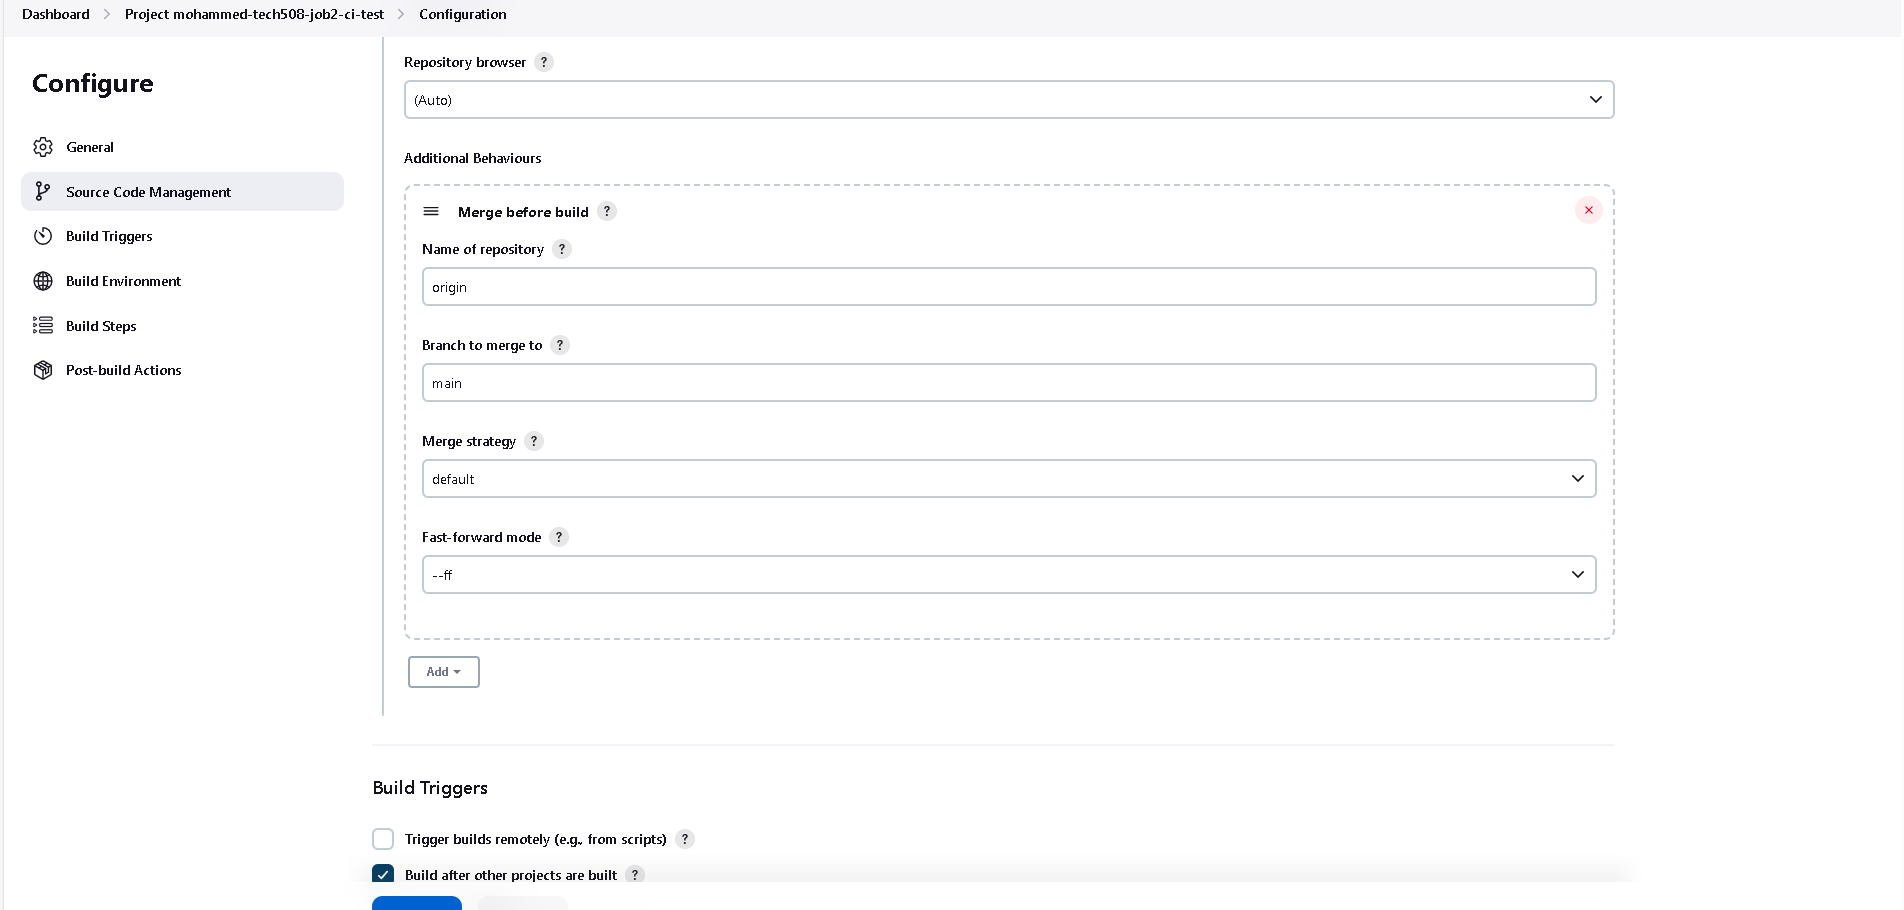 Dashboard > Project mohammed-tech508-job2-ci-test > Configuration
Configure
General
Source Code Management
Build Triggers
Build Environment
Build Steps
Post-build Actions
Repository browser ?
(Auto)
Additional Behaviours
Merge before build ?
Name of repository ?
origin
Branch to merge to ?
main
Merge strategy ?
default
Fast-forward mode ?
--ff
Add
Build Triggers
Trigger builds remotely (e.g., from scripts) ?
Build after other projects are built ?